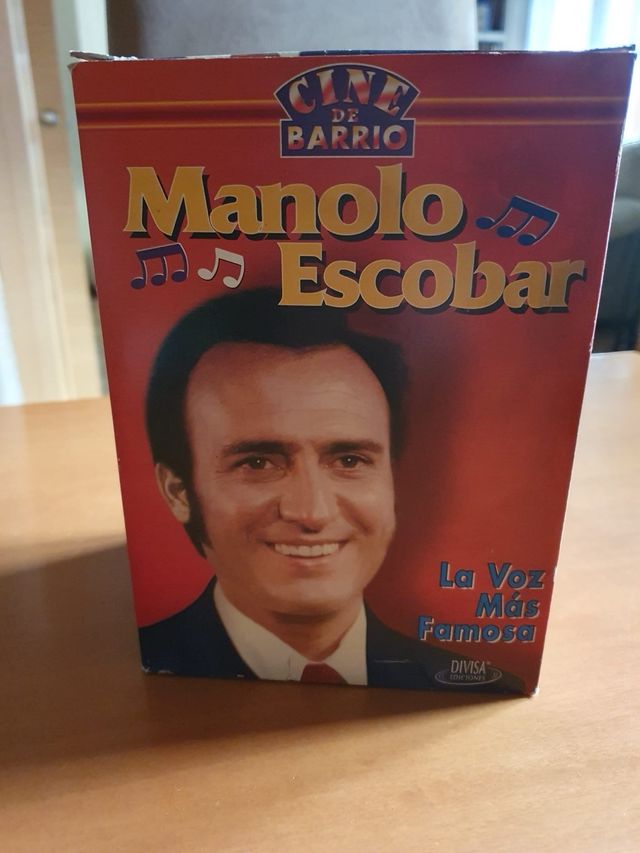 CINE
DE
BARRIO
Manolo
Escobar
La Voz
Más
Famosa
DIVISA
EDICIONES